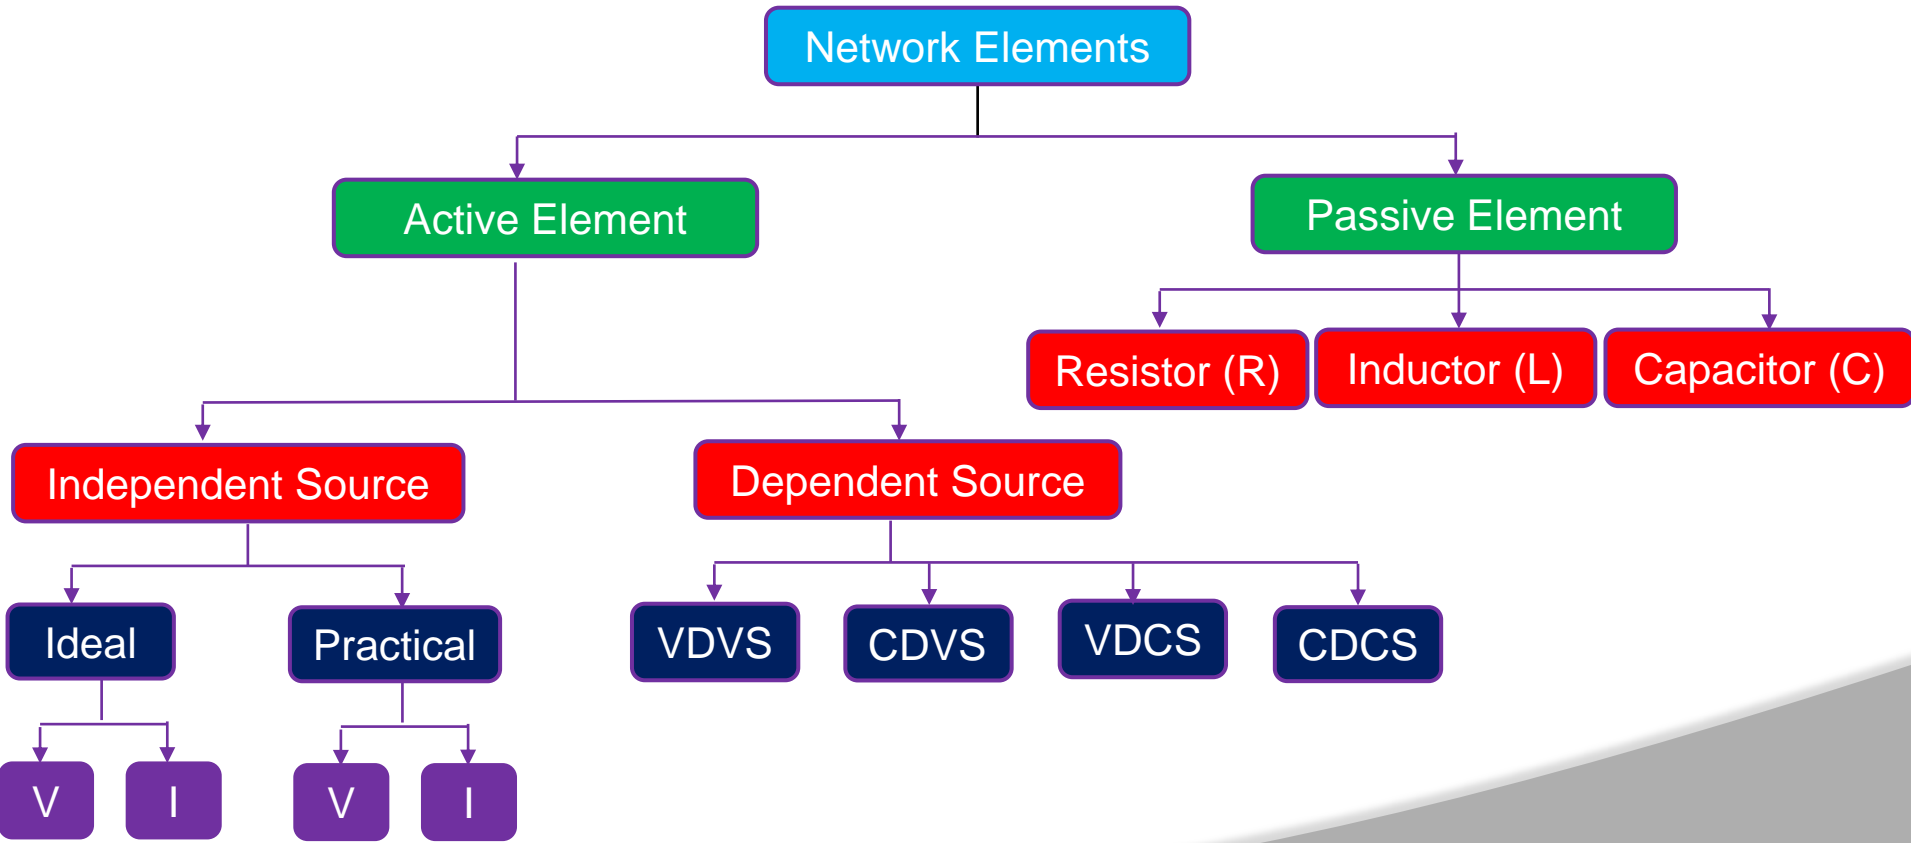 Network Elements
Active Element
Passive Element
Resistor (R)
Inductor (L)
Capacitor (C)
Independent Source
Dependent Source
Ideal
Practical
VDVS
CDVS
VDCS
CDCS
V
I
V
I